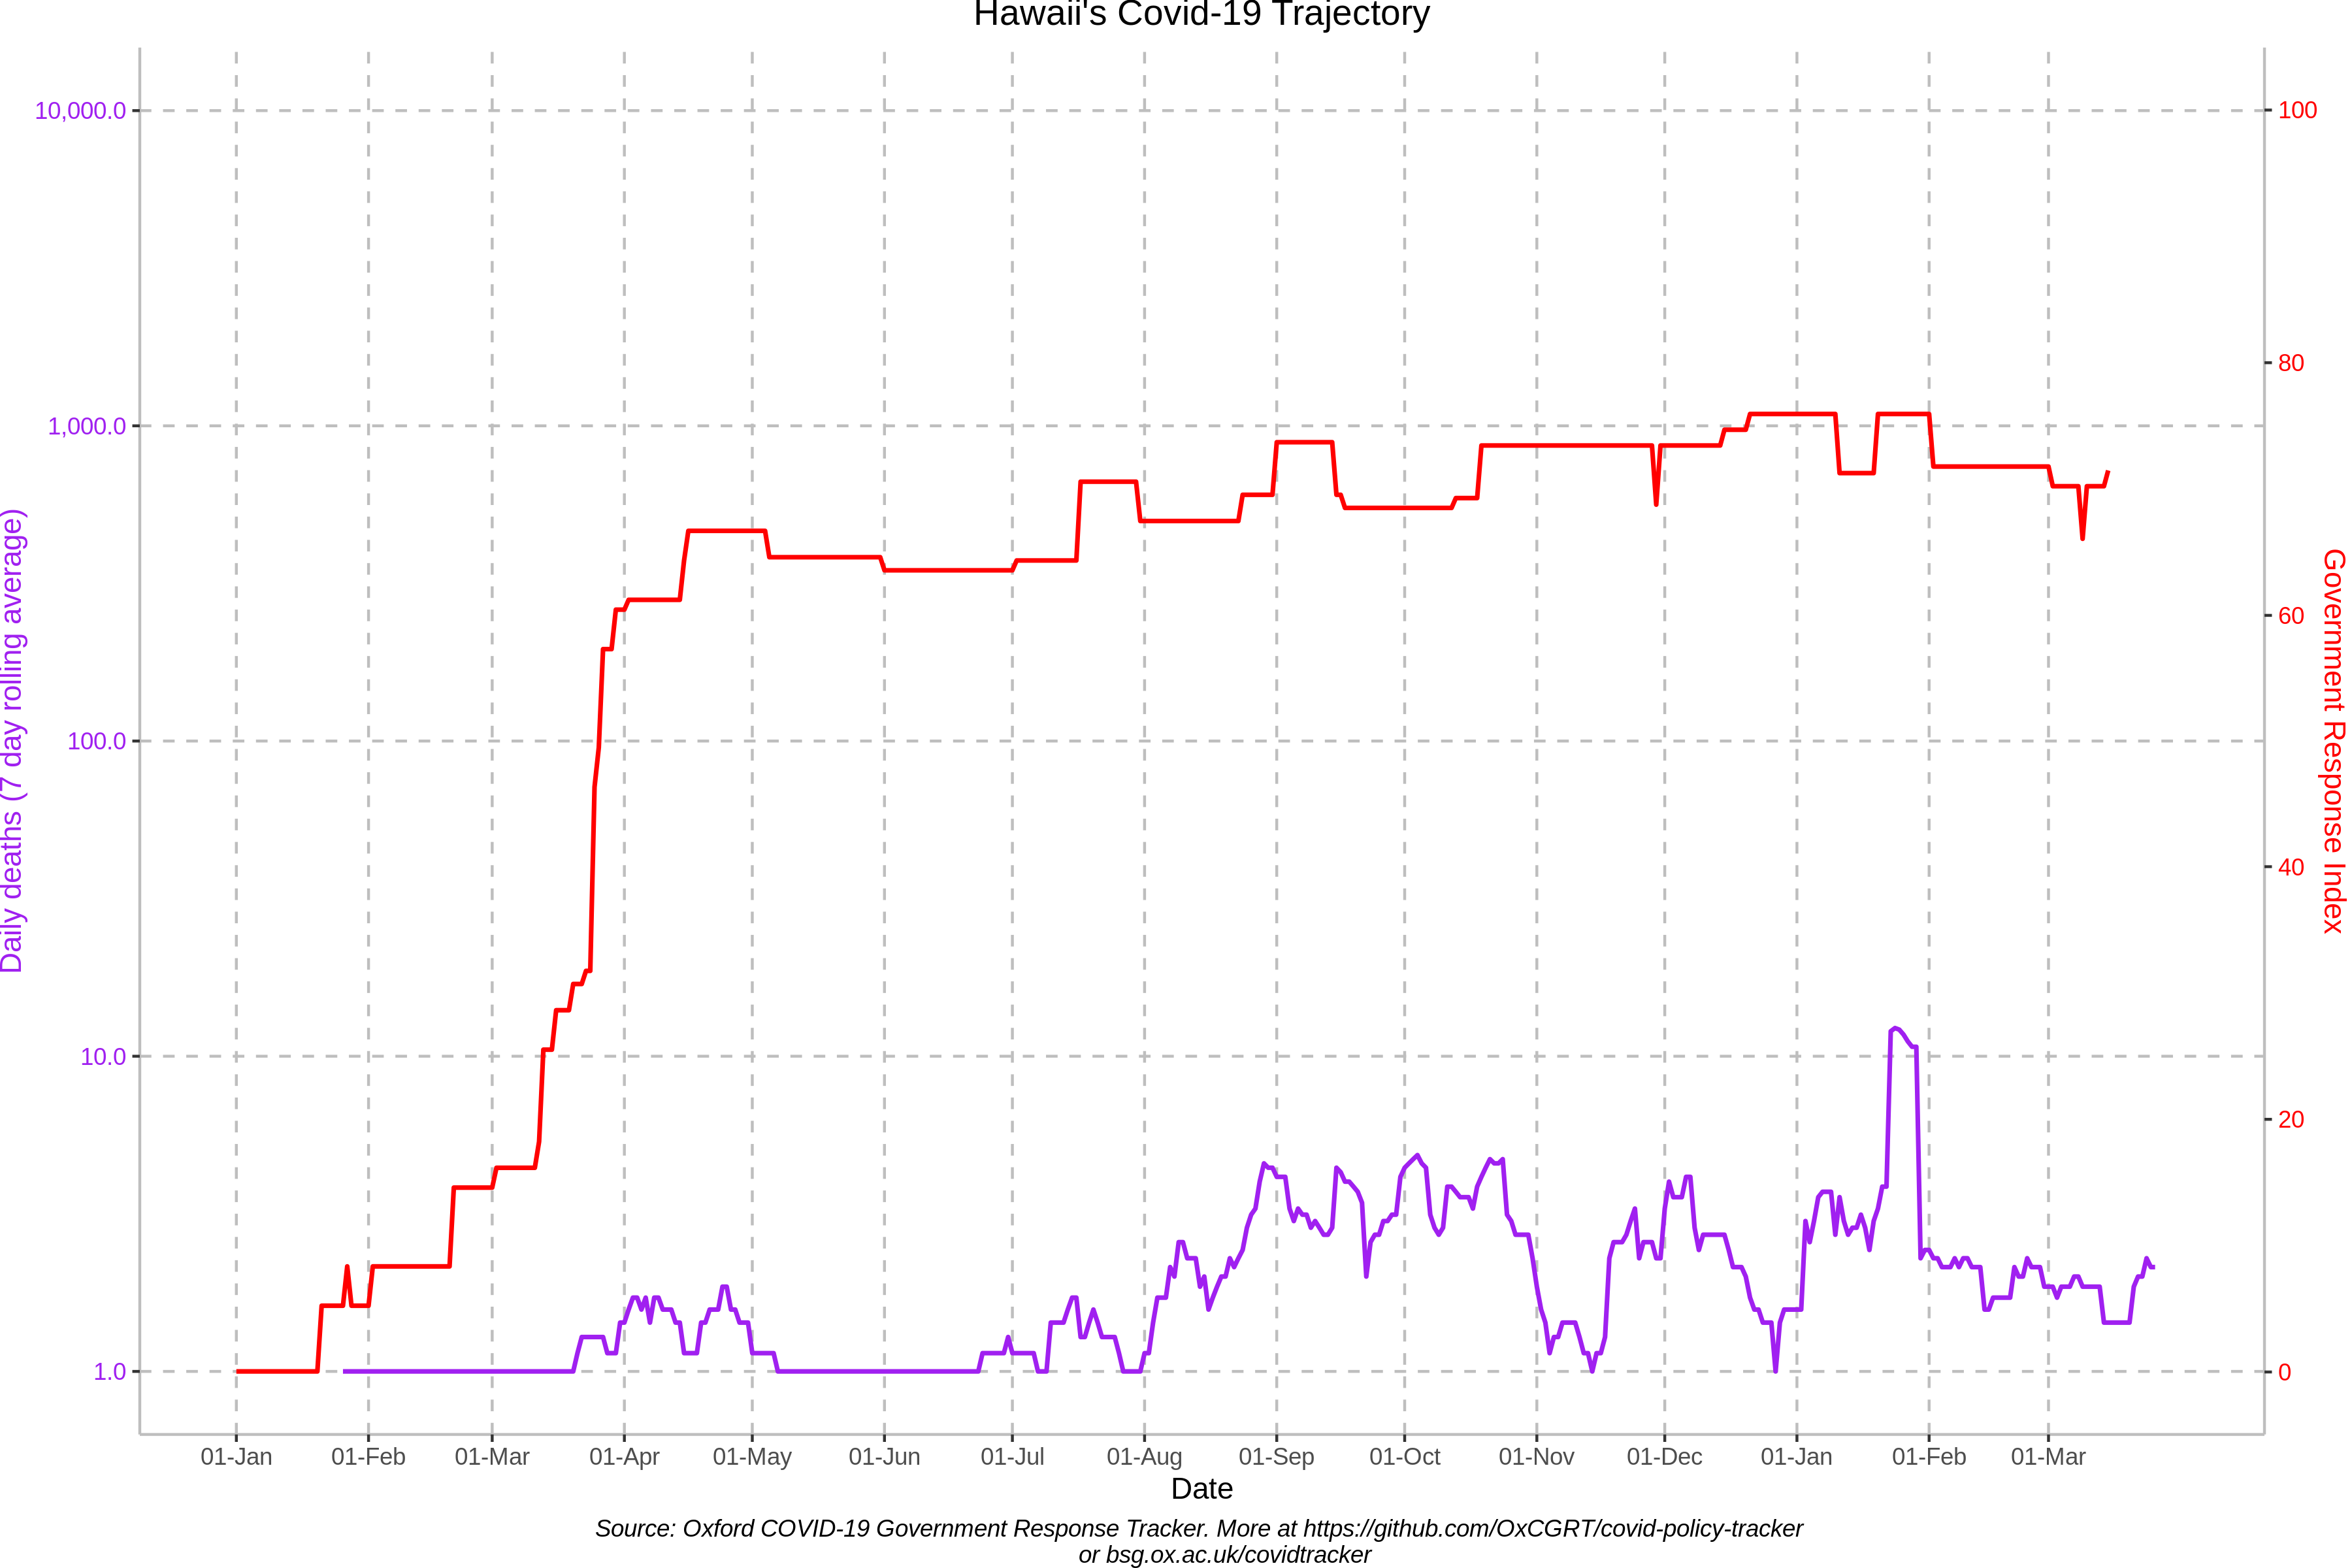 Hawaii's Covid-19 Trajectory
10,000.0
1,000.0
100.0
10.0
1.0
Daily deaths (7 day rolling average)
100
80
60
40
20
0
Government Response Index
01-Jan 01-Feb 01-Mar 01-Apr 01-May 01-Jun 01-Jul 01-Aug 01-Sep 01-Oct 01-Nov 01-Dec 01-Jan 01-Feb 01-Mar
Date
Source: Oxford COVID-19 Government Response Tracker. More at https://github.com/OxCGRT/covid-policy-tracker
or bsg.ox.ac.uk/covidtracker